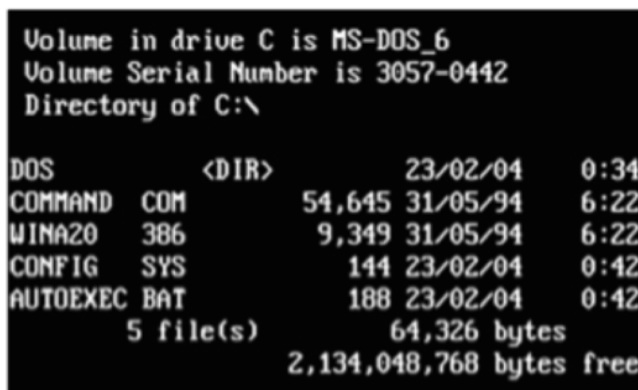 Volume in drive C is MS-DOS_6
Volume Serial Number is 3057-0442
Directory of C:\
DOS <DIR> 23/02/04 0:34
COMMAND COM 54,645 31/05/94 6:22
WINA20 386 9,349 31/05/94 6:22
CONFIG SYS 144 23/02/04 0:42
AUTOEXEC BAT 188 23/02/04 0:42
5 file(s) 64,326 bytes
2,134,048,768 bytes free